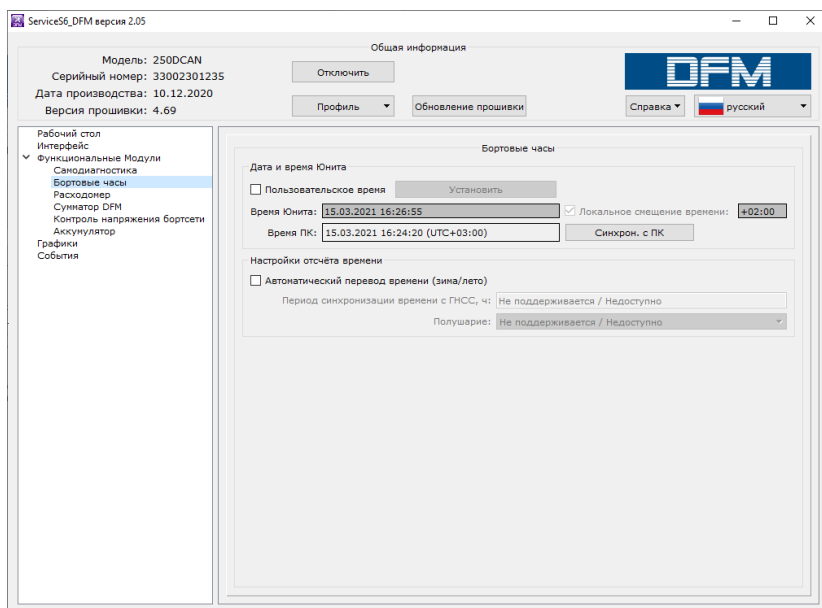 ServiceS6_DFM версия 2.05
Общая информация
Модель: 250DCAN
Серийный номер: 33002301235
Дата производства: 10.12.2020
Версия прошивки: 4.69
Отключить
Профиль
Обновление прошивки
DFM
Справка
русский
Рабочий стол
Интерфейс
Функциональные Модули
Самодиагностика
Бортовые часы
Расходомер
Сумматор DFM
Контроль напряжения бортсети
Аккумулятор
Графики
События
Бортовые часы
Дата и время Юнита
Пользовательское время
Установить
Время Юнита: 15.03.2021 16:26:55
Локальное смещение времени: +02:00
Время ПК: 15.03.2021 16:24:20 (UTC+03:00)
Синхрон. с ПК
Настройки отсчёта времени
Автоматический перевод времени (зима/лето)
Период синхронизации времени с ГНСС, ч: Не поддерживается / Недоступно
Полушарие: Не поддерживается / Недоступно